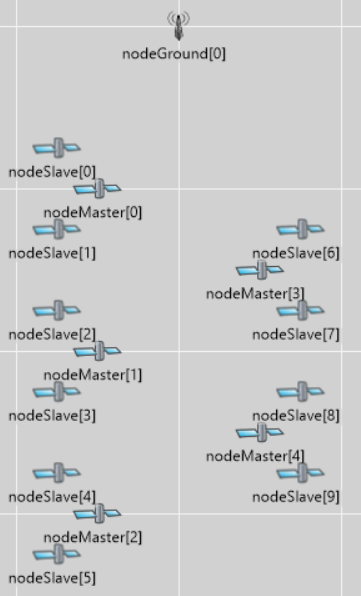 nodeGround[0]
nodeSlave[0]
nodeMaster[0]
nodeSlave[1]
nodeSlave[6]
nodeMaster[3]
nodeSlave[2]
nodeSlave[7]
nodeMaster[1]
nodeSlave[3]
nodeSlave[8]
nodeMaster[4]
nodeSlave[4]
nodeSlave[9]
nodeMaster[2]
nodeSlave[5]